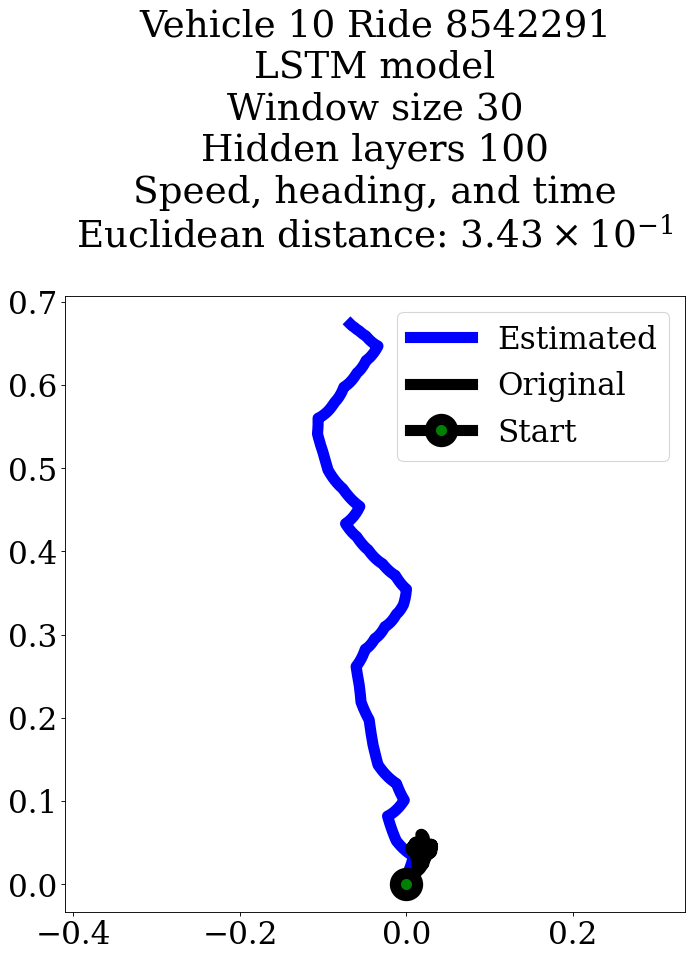 Vehicle 10 Ride 8542291
LSTM model
Window size 30
Hidden layers 100
Speed, heading, and time
Euclidean distance: 3.43 × 10⁻¹
0.7
0.6
0.5
0.4
0.3
0.2
0.1
0.0
Estimated
Original
Start
−0.4
−0.2
0.0
0.2